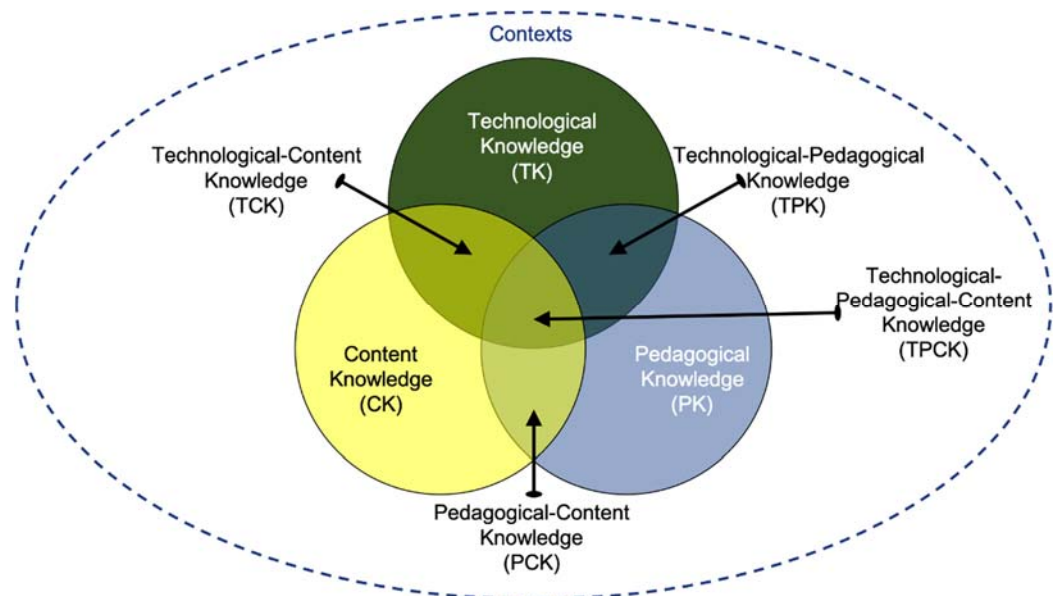 Contexts
Technological
Knowledge
(TK)
Technological-Content
Knowledge
(TCK)
Technological-Pedagogical
Knowledge
(TPK)
Technological-
Pedagogical-Content
Knowledge
(TPCK)
Content
Knowledge
(CK)
Pedagogical
Knowledge
(PK)
Pedagogical-Content
Knowledge
(PCK)